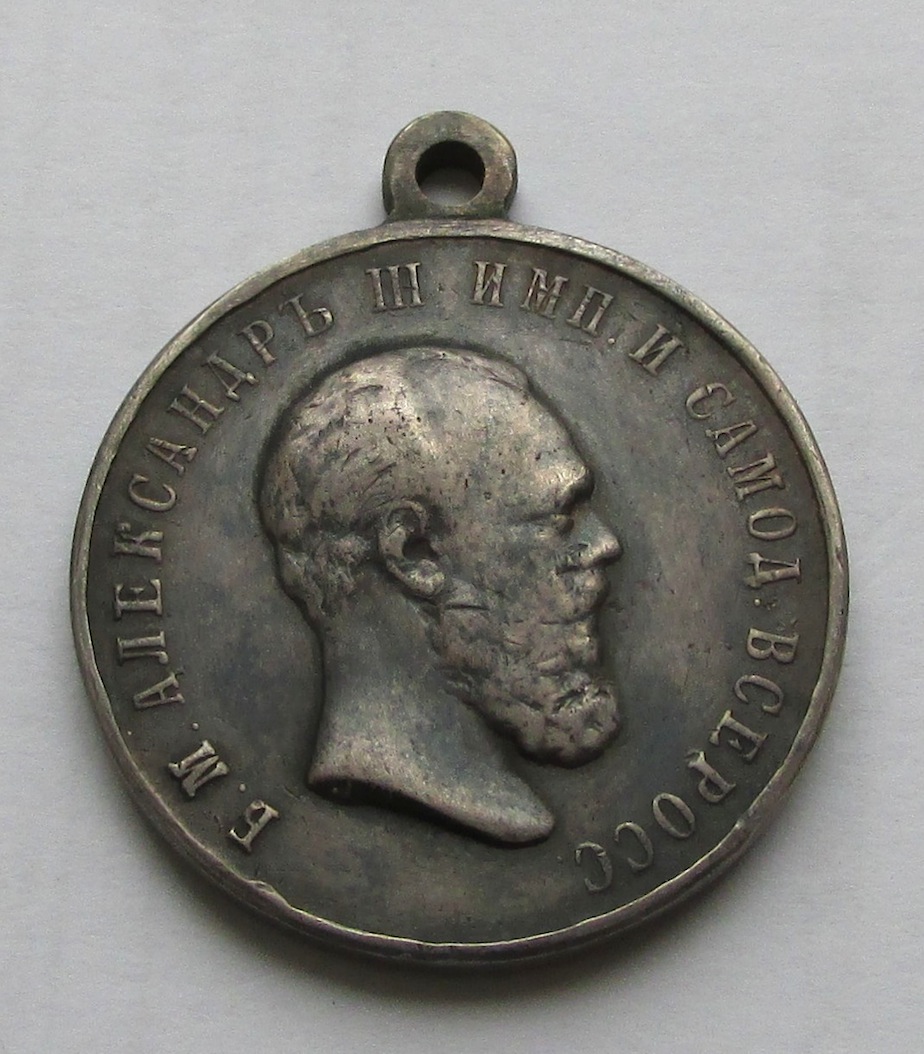 Б. М. АЛЕКСАНДРЪ III ИМП. И САМОД. ВСЕРОСС